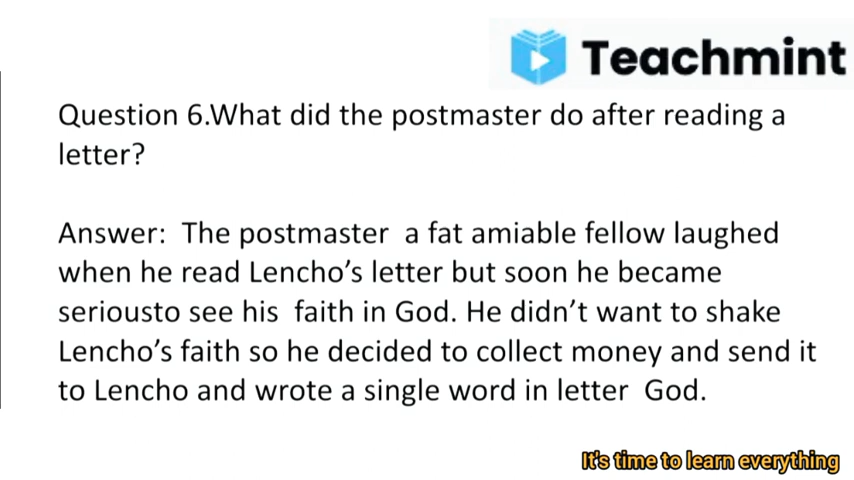 Teachmint
Question 6.What did the postmaster do after reading a
letter?
Answer: The postmaster a fat amiable fellow laughed
when he read Lencho's letter but soon he became
seriousto see his faith in God. He didn't want to shake
Lencho's faith so he decided to collect money and send it
to Lencho and wrote a single word in letter God.
It's time to learn everything